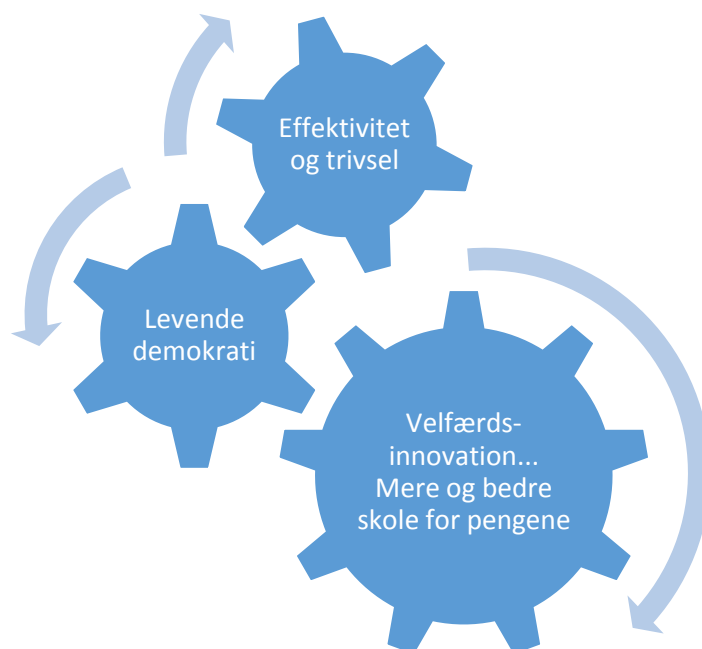 Effektivitet
og trivsel
Levende
demokrati
Velfærds-
innovation...
Mere og bedre
skole for pengene